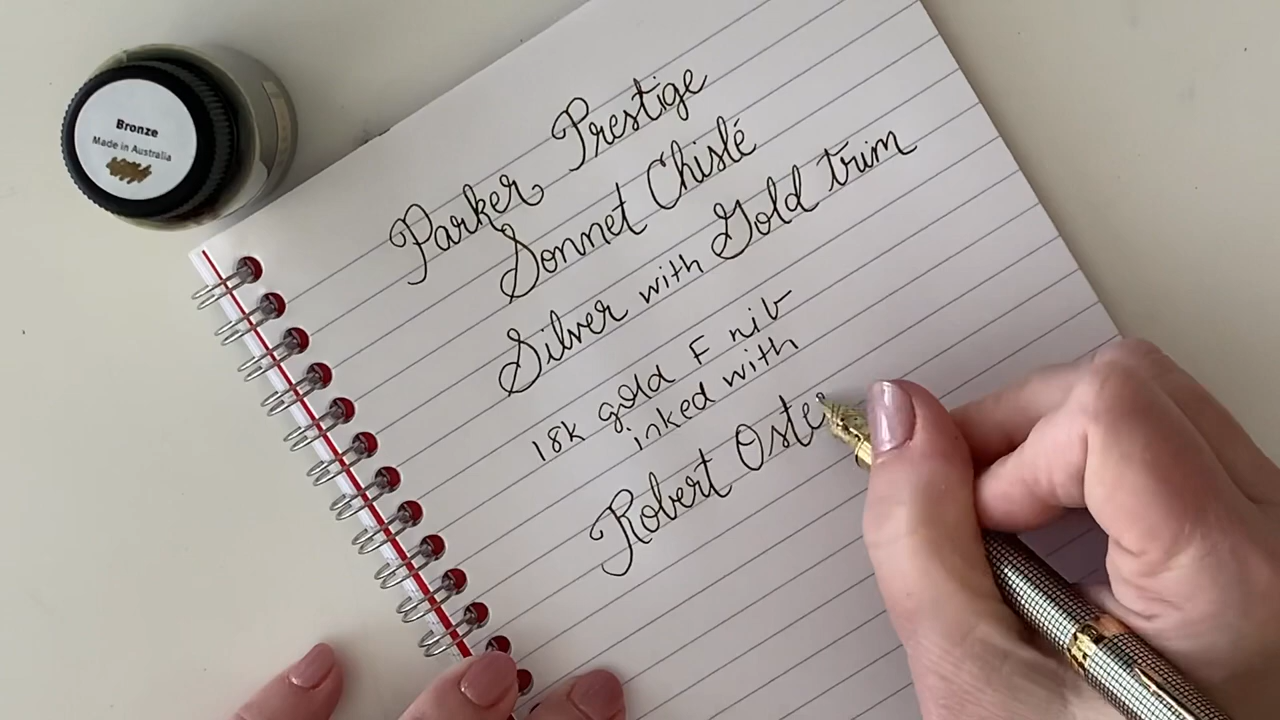 Bronze
Made in Australia
Parker Prestige
Sonnet Chislé
Silver with Gold trim
18k gold F nib
inked with
Robert Oste